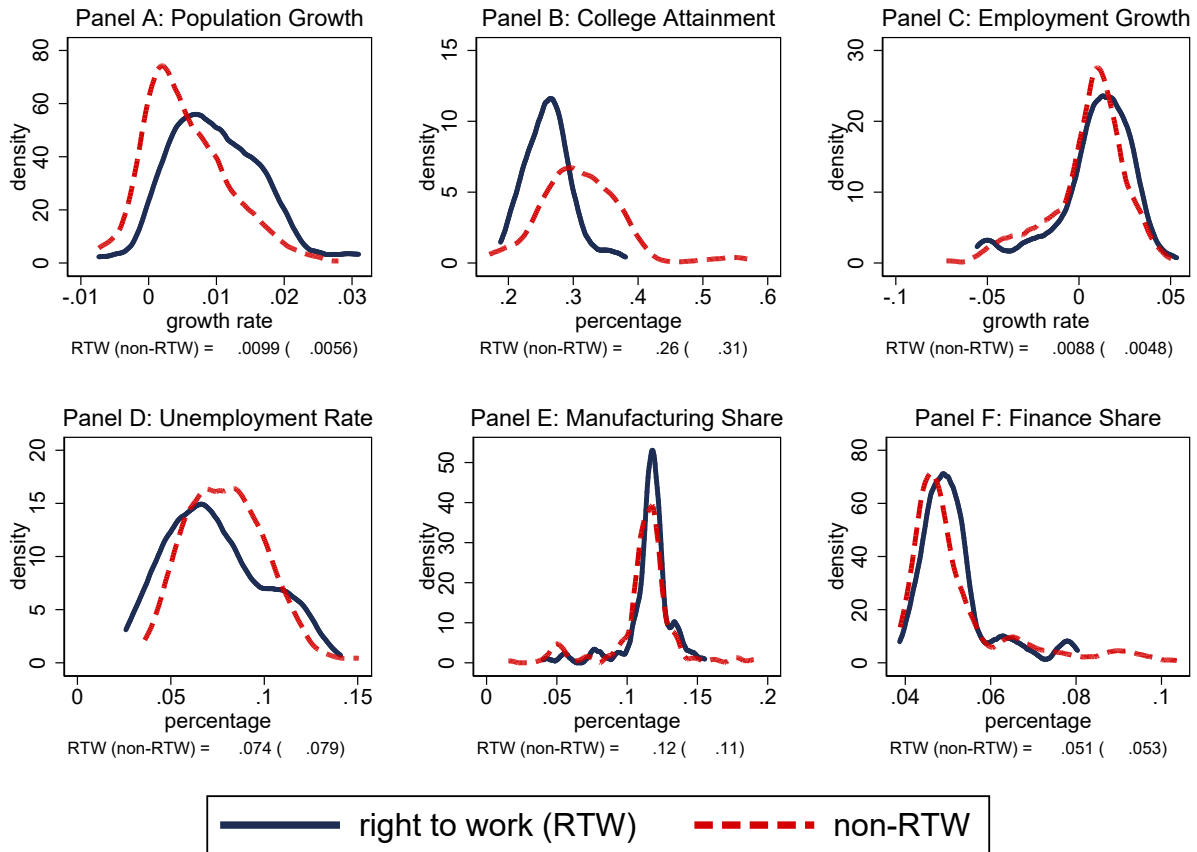 Panel A: Population Growth
density
0 20 40 60 80
-.01 0 .01 .02 .03
growth rate
RTW (non-RTW) = .0099 ( .0056)
Panel B: College Attainment
density
0 5 10 .15
.2 .3 .4 .5 .6
percentage
RTW (non-RTW) = .26 ( .31)
Panel C: Employment Growth
density
0 10 20 30
-.1 -.05 0 .05
growth rate
RTW (non-RTW) = .0088 ( .0048)
Panel D: Unemployment Rate
density
0 5 10 15 20
0 .05 .1 .15
percentage
RTW (non-RTW) = .074 ( .079)
Panel E: Manufacturing Share
density
0 10 20 30 40 50
0 .05 .1 .15 .2
percentage
RTW (non-RTW) = .12 ( .11)
Panel F: Finance Share
density
0 20 40 60 80
.04 .06 .08 .1
percentage
RTW (non-RTW) = .051 ( .053)
right to work (RTW) non-RTW